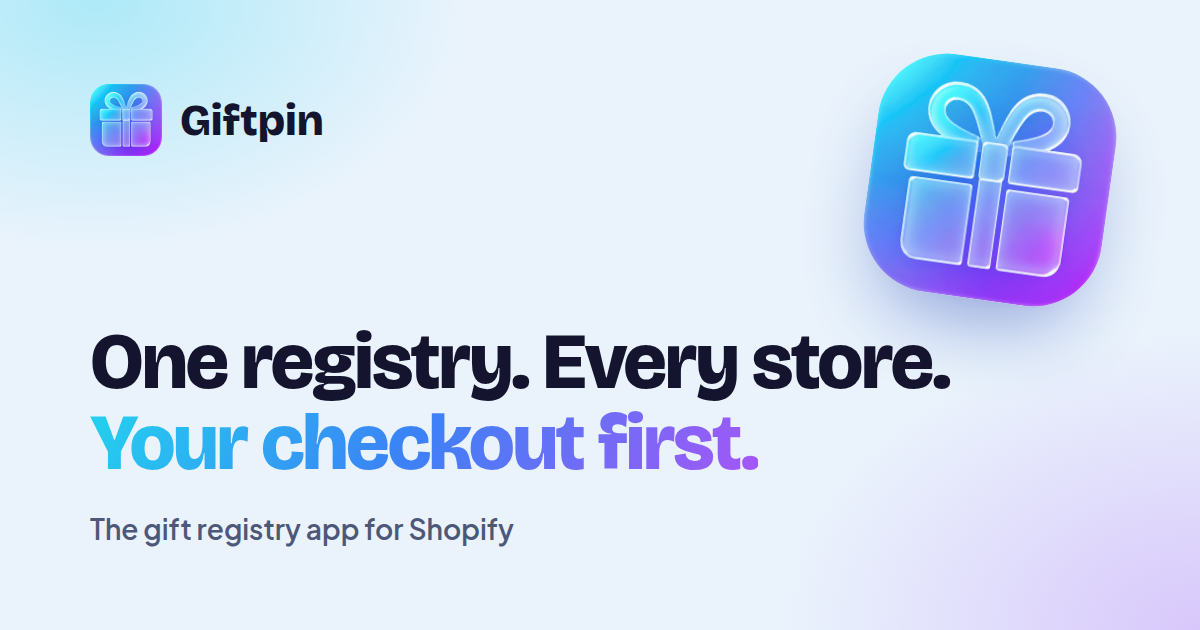 Giftpin
One registry. Every store.
Your checkout first.
The gift registry app for Shopify